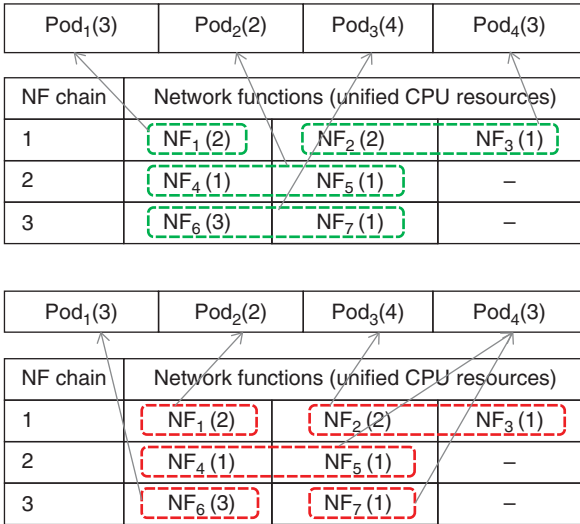 Pod₁(3) Pod₂(2) Pod₃(4) Pod₄(3)
NF chain Network functions (unified CPU resources)
1 NF₁(2) NF₂(2) NF₃(1)
2 NF₄(1) NF₅(1) –
3 NF₆(3) NF₇(1) –
Pod₁(3) Pod₂(2) Pod₃(4) Pod₄(3)
NF chain Network functions (unified CPU resources)
1 NF₁(2) NF₂(2) NF₃(1)
2 NF₄(1) NF₅(1) –
3 NF₆(3) NF₇(1) –